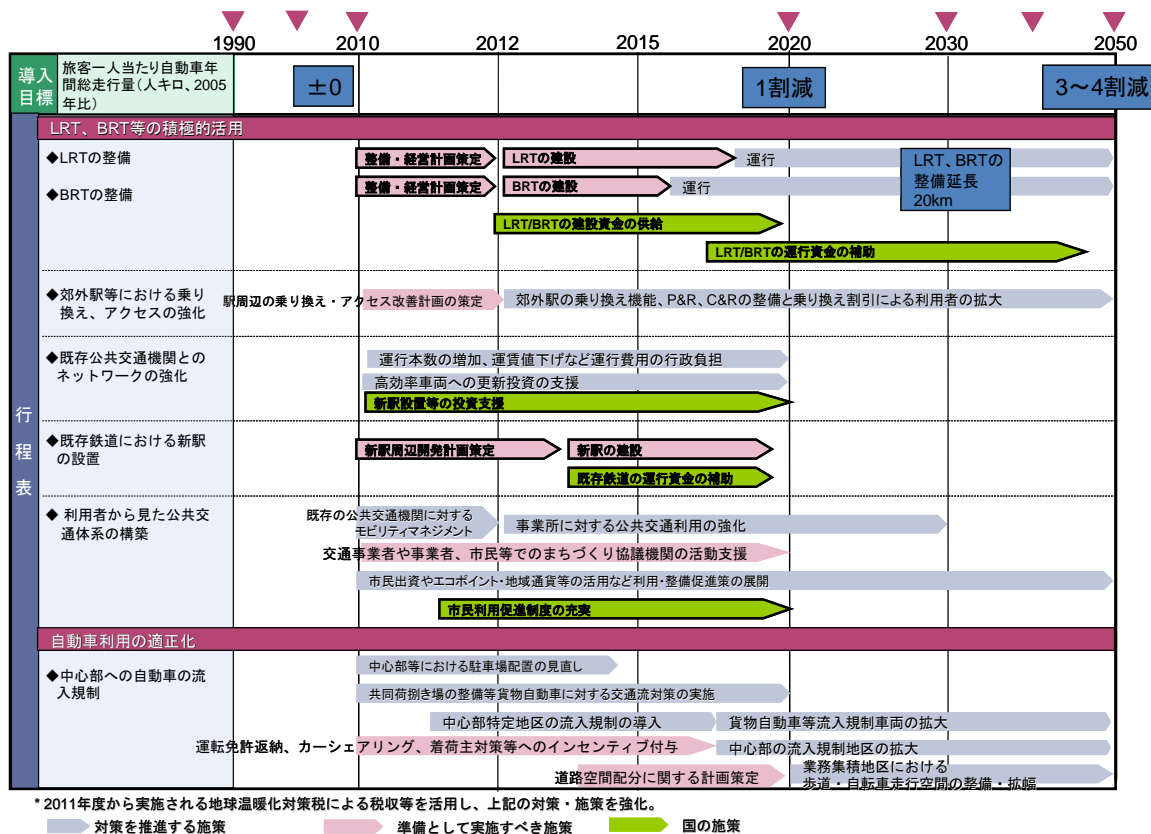 1990 2010 2012 2015 2020 2030 2050
導入
目標
旅客一人当たり自動車年
間総走行量(人キロ、2005
年比)
±0
1割減
3～4割減
行程表
LRT、BRT等の積極的活用
◆LRTの整備
整備・経営計画策定
LRTの建設
運行
◆BRTの整備
整備・経営計画策定
BRTの建設
運行
LRT、BRTの
整備延長
20km
LRT/BRTの建設資金の供給
LRT/BRTの運行資金の補助
◆郊外駅等における乗り
換え、アクセスの強化
駅周辺の乗り換え・アクセス改善計画の策定
郊外駅の乗り換え機能、P&R、C&Rの整備と乗り換え割引による利用者の拡大
◆既存公共交通機関との
ネットワークの強化
運行本数の増加、運賃値下げなど運行費用の行政負担
高効率車両への更新投資の支援
新駅設置等の投資支援
◆既存鉄道における新駅
の設置
新駅周辺開発計画策定
新駅の建設
既存鉄道の運行資金の補助
◆ 利用者から見た公共交
通体系の構築
既存の公共交通機関に対する
モビリティマネジメント
事業所に対する公共交通利用の強化
交通事業者や事業者、市民等でのまちづくり協議機関の活動支援
市民出資やエコポイント・地域通貨等の活用など利用・整備促進策の展開
市民利用促進制度の充実
自動車利用の適正化
◆中心部への自動車の流
入規制
中心部等における駐車場配置の見直し
共同荷捌き場の整備等貨物自動車に対する交通流対策の実施
中心部特定地区の流入規制の導入
貨物自動車等流入規制車両の拡大
運転免許返納、カーシェアリング、着荷主対策等へのインセンティブ付与
中心部の流入規制地区の拡大
道路空間配分に関する計画策定
業務集積地区における
歩道・自転車走行空間の整備・拡幅
* 2011年度から実施される地球温暖化対策税による税収等を活用し、上記の対策・施策を強化。
対策を推進する施策
準備として実施すべき施策
国の施策